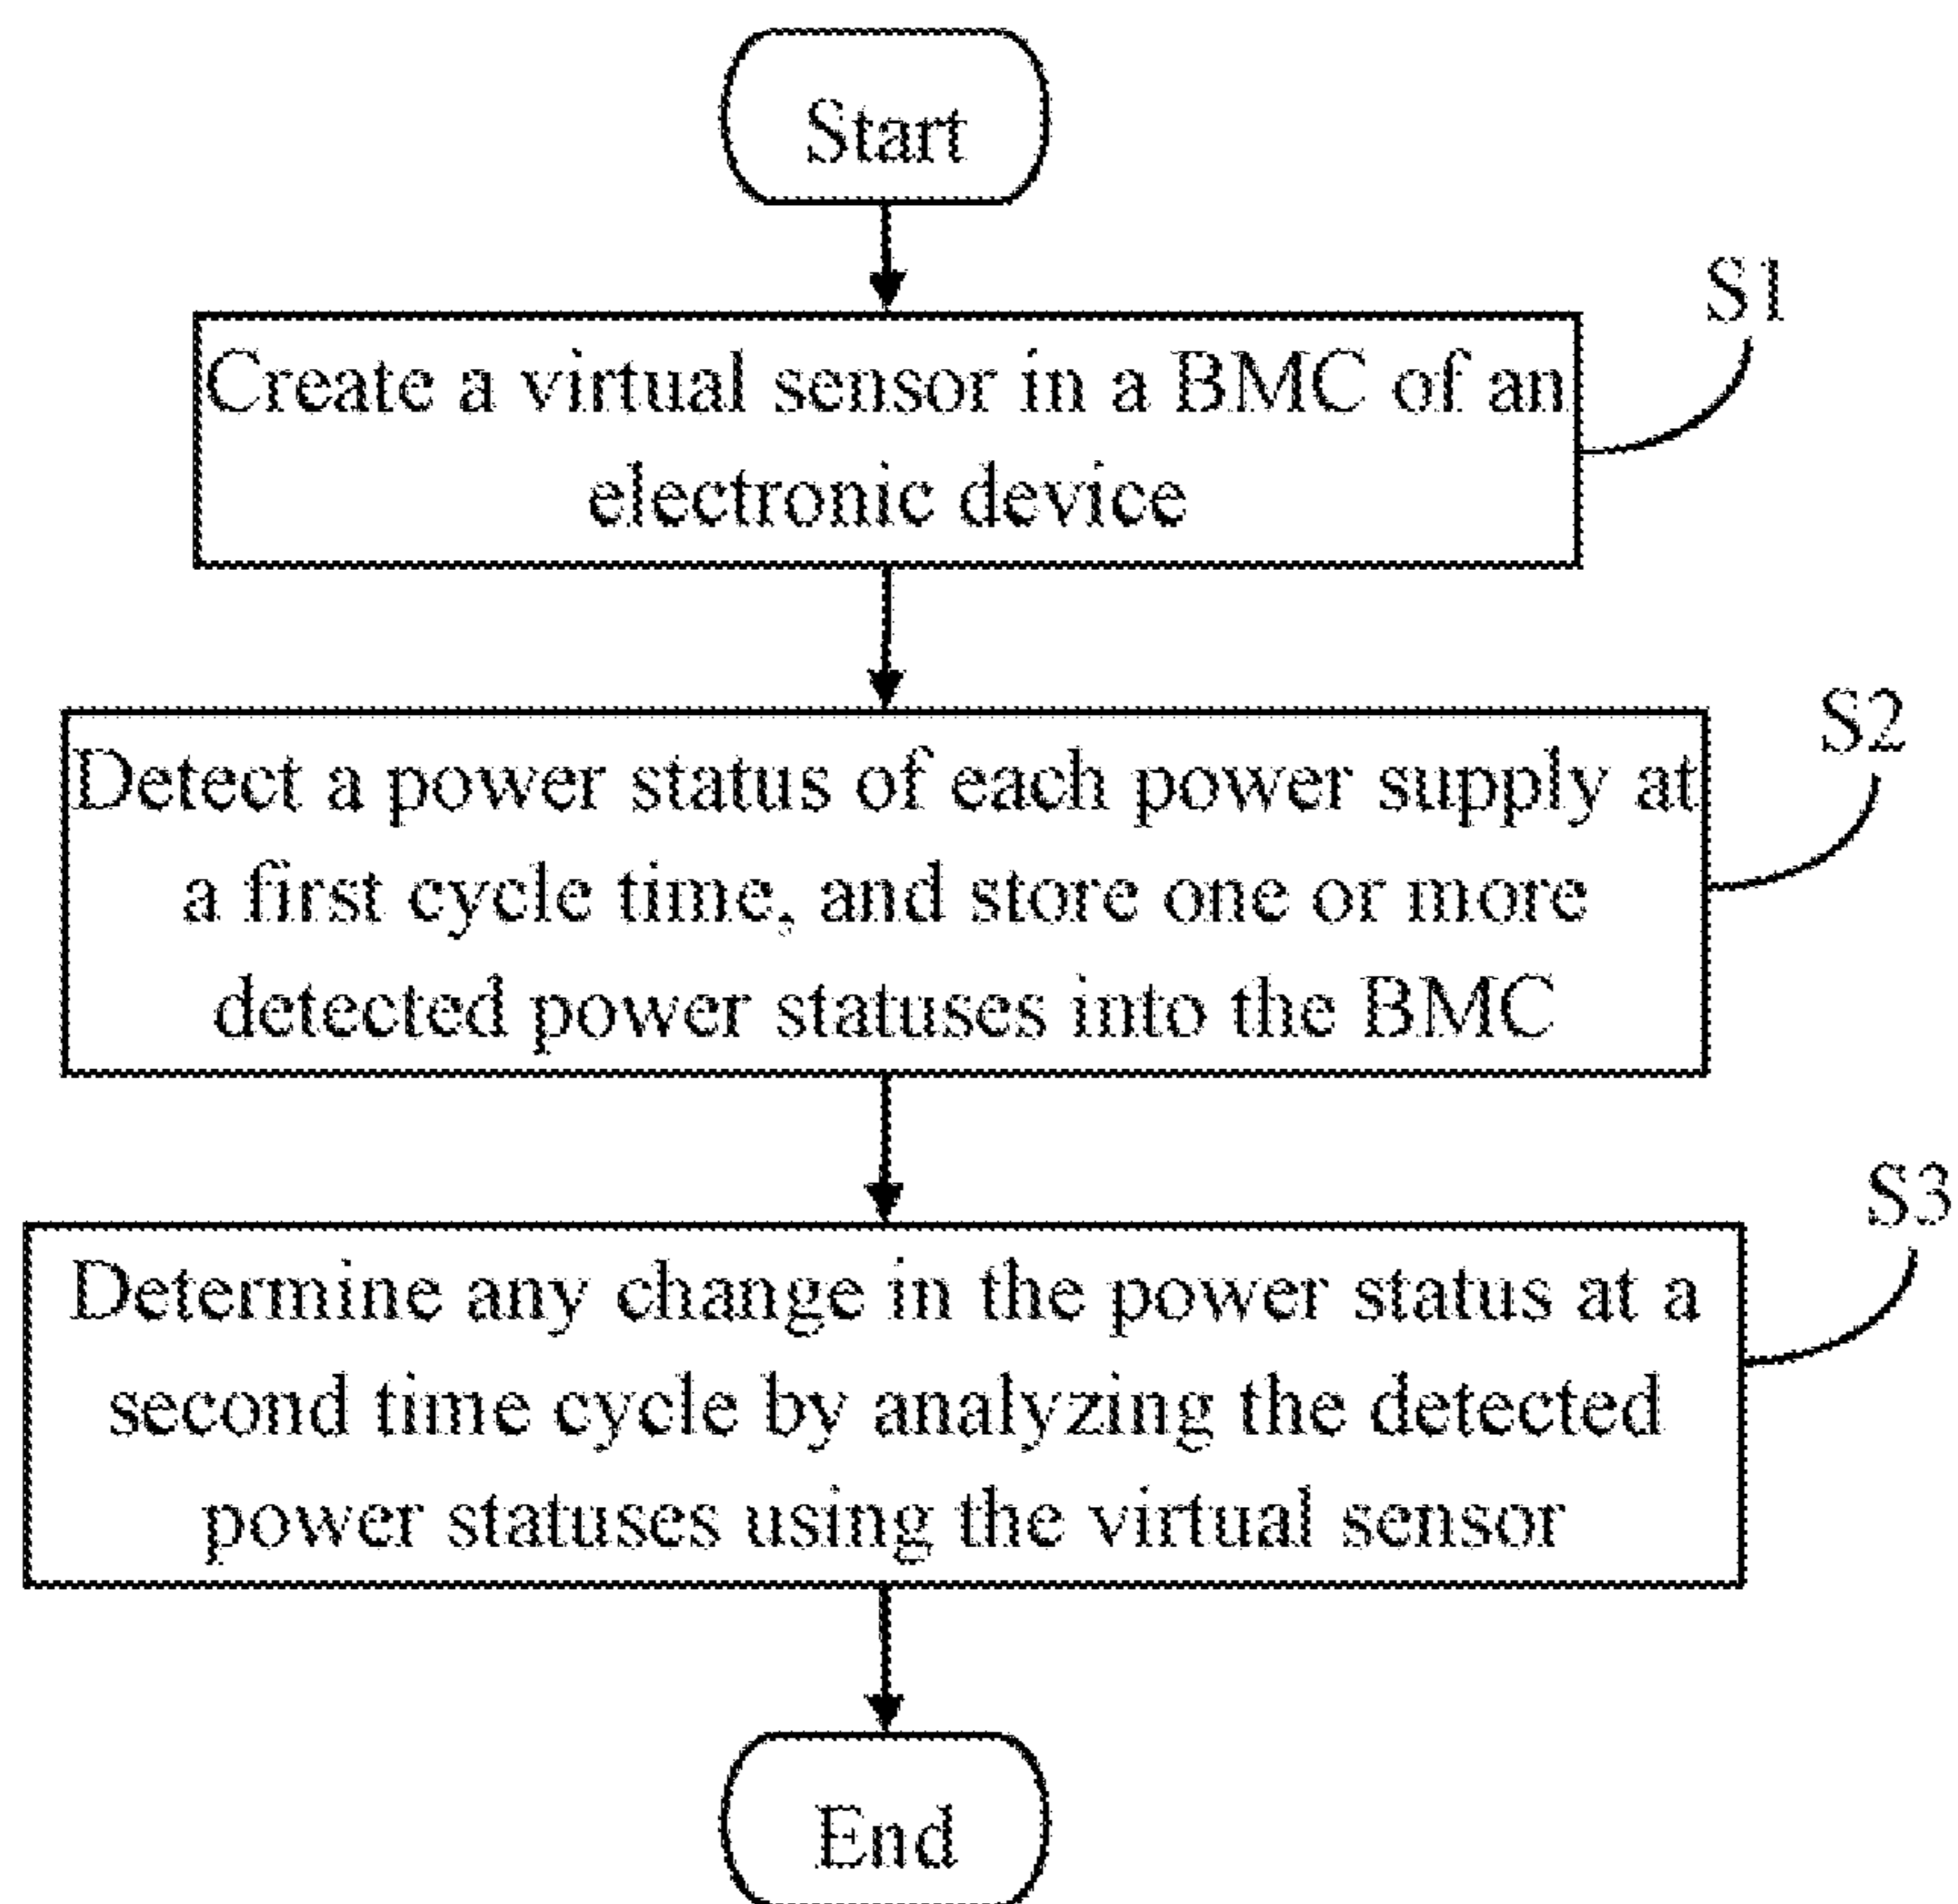 Start
S1
Create a virtual sensor in a BMC of an
electronic device
S2
Detect a power status of each power supply at
a first cycle time, and store one or more
detected power statuses into the BMC
S3
Determine any change in the power status at a
second time cycle by analyzing the detected
power statuses using the virtual sensor
End